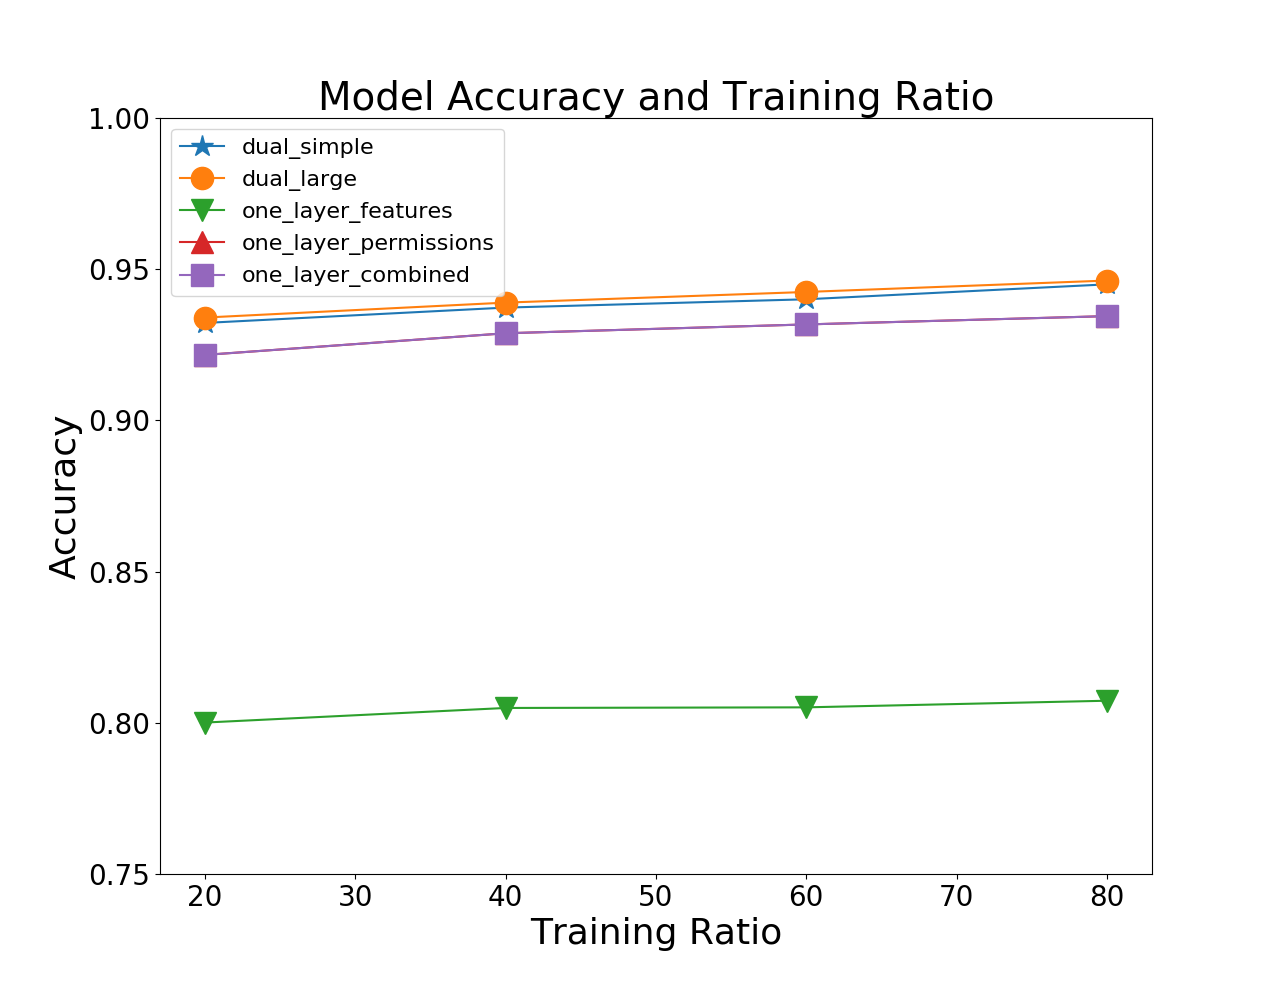 Model Accuracy and Training Ratio
1.00
0.95
0.90
0.85
0.80
0.75
Accuracy
dual_simple
dual_large
one_layer_features
one_layer_permissions
one_layer_combined
20 30 40 50 60 70 80
Training Ratio